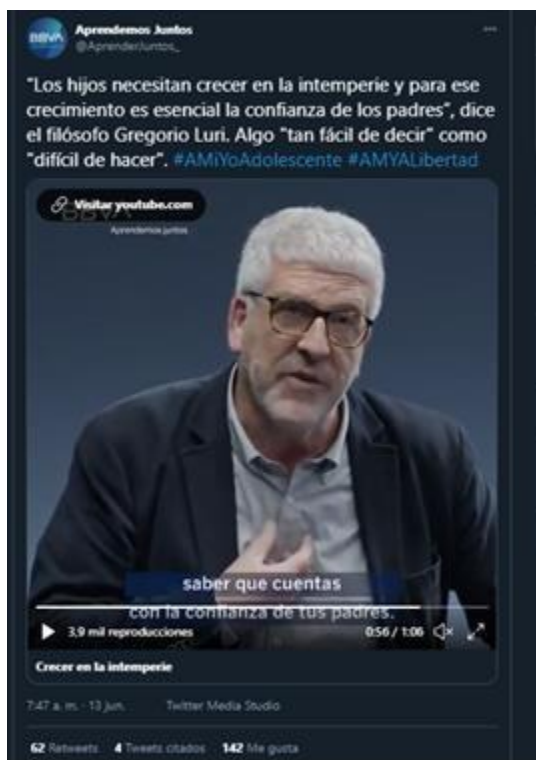 BBVA
Aprendemos Juntos
@AprenderJuntos_
"Los hijos necesitan crecer en la intemperie y para ese
crecimiento es esencial la confianza de los padres", dice
el filósofo Gregorio Luri. Algo "tan fácil de decir" como
"difícil de hacer". #AMiYoAdolescente #AMYALibertad
Visitar youtube.com
BBVA
Aprendemos juntos
saber que cuentas
con la confianza de tus padres.
3,9 mil reproducciones
0:56 / 1:06
Crecer en la intemperie
7:47 a. m. · 13 jun.
Twitter Media Studio
62 Retweets 4 Tweets citados 142 Me gusta